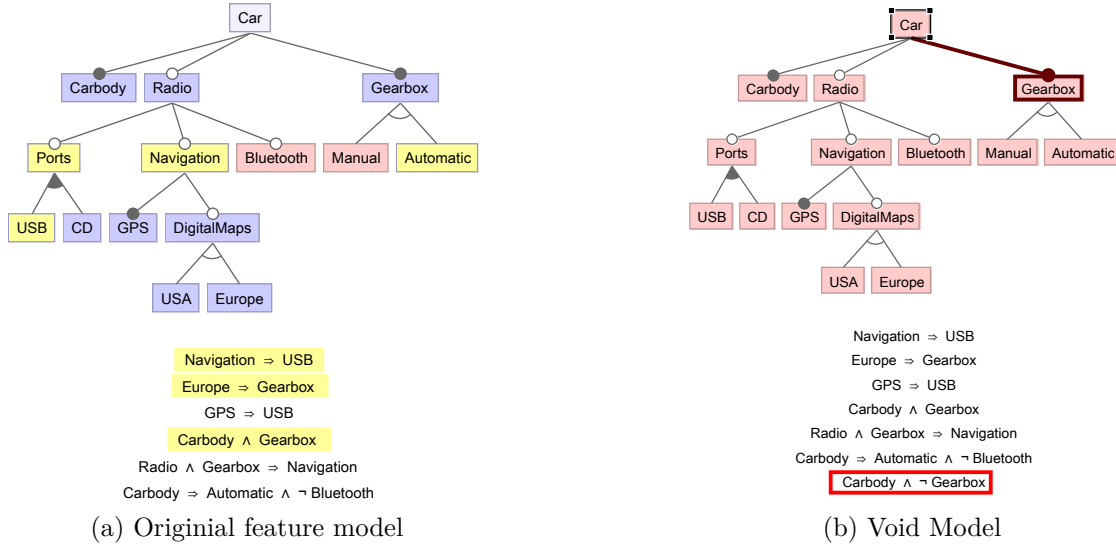 Car
Carbody Radio Gearbox
Ports Navigation Bluetooth Manual Automatic
USB CD GPS DigitalMaps
USA Europe
Navigation ⇒ USB
Europe ⇒ Gearbox
GPS ⇒ USB
Carbody ∧ Gearbox
Radio ∧ Gearbox ⇒ Navigation
Carbody ⇒ Automatic ∧ ¬ Bluetooth
(a) Originial feature model
Car
Carbody Radio Gearbox
Ports Navigation Bluetooth Manual Automatic
USB CD GPS DigitalMaps
USA Europe
Navigation ⇒ USB
Europe ⇒ Gearbox
GPS ⇒ USB
Carbody ∧ Gearbox
Radio ∧ Gearbox ⇒ Navigation
Carbody ⇒ Automatic ∧ ¬ Bluetooth
Carbody ∧ ¬ Gearbox
(b) Void Model